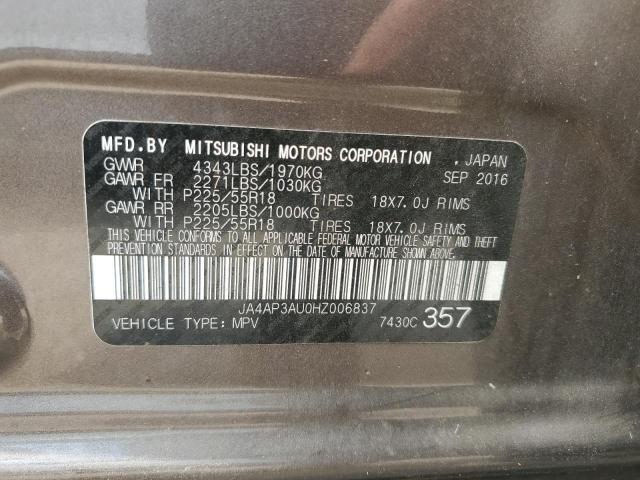 MFD.BY MITSUBISHI MOTORS CORPORATION , JAPAN
GVWR 4343LBS/1970KG SEP 2016
GAWR FR 2271LBS/1030KG
WITH P225/55R18 TIRES 18X7.0J RIMS
GAWR RR 2205LBS/1000KG
WITH P225/55R18 TIRES 18X7.0J RIMS
THIS VEHICLE CONFORMS TO ALL APPLICABLE FEDERAL MOTOR VEHICLE SAFETY AND THEFT
PREVENTION STANDARDS IN EFFECT ON THE DATE OF MANUFACTURE SHOWN ABOVE.
JA4AP3AU0HZ006837
VEHICLE TYPE: MPV 7430C 357